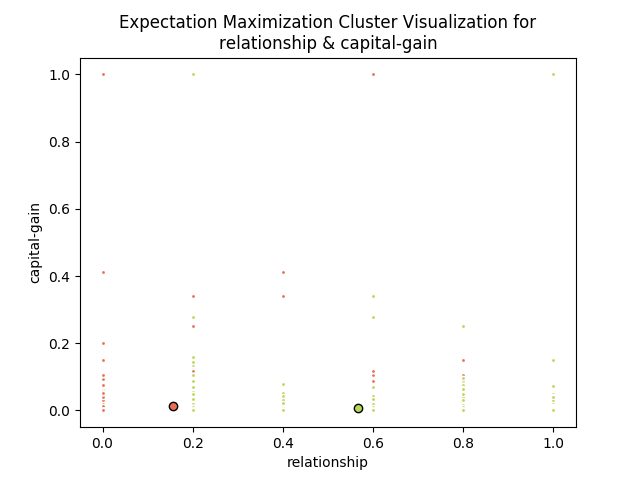 Expectation Maximization Cluster Visualization for
relationship & capital-gain
1.0
0.8
0.6
0.4
0.2
0.0
capital-gain
0.0 0.2 0.4 0.6 0.8 1.0
relationship